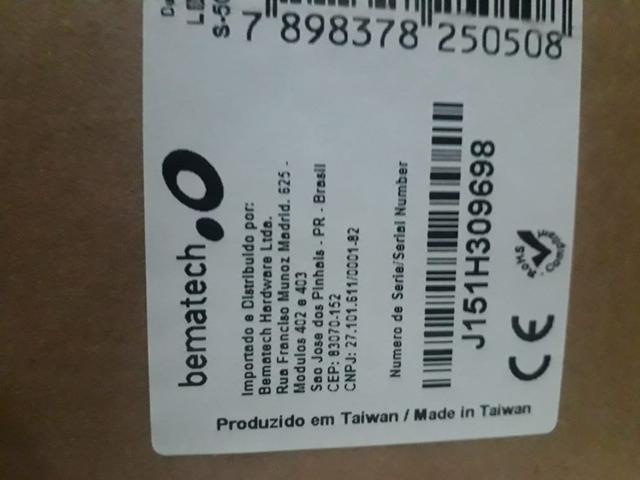 7 898378 250508
bematech
Importado e Distribuido por:
Bematech Hardware Ltda.
Rua Franciso Munoz Madrid, 625 -
Modulos 402 e 403
Sao Jose dos Pinhais - PR - Brasil
CEP: 83070-152
CNPJ: 27.101.611/0001-82
Numero de Serie/Serial Number
J151H309698
RoHS
Compliant
CE
Produzido em Taiwan / Made in Taiwan